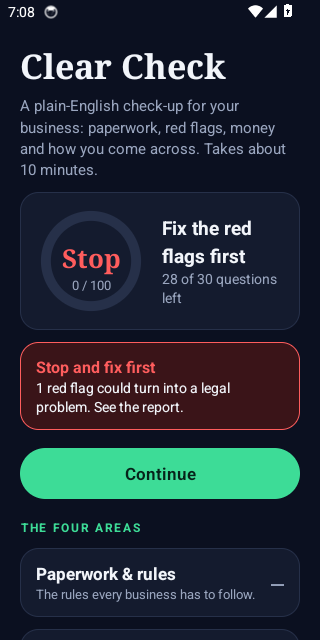 7:08
Clear Check
A plain-English check-up for your
business: paperwork, red flags, money
and how you come across. Takes about
10 minutes.
Stop
0 / 100
Fix the red
flags first
28 of 30 questions
left
Stop and fix first
1 red flag could turn into a legal
problem. See the report.
Continue
THE FOUR AREAS
Paperwork & rules
The rules every business has to follow.
—